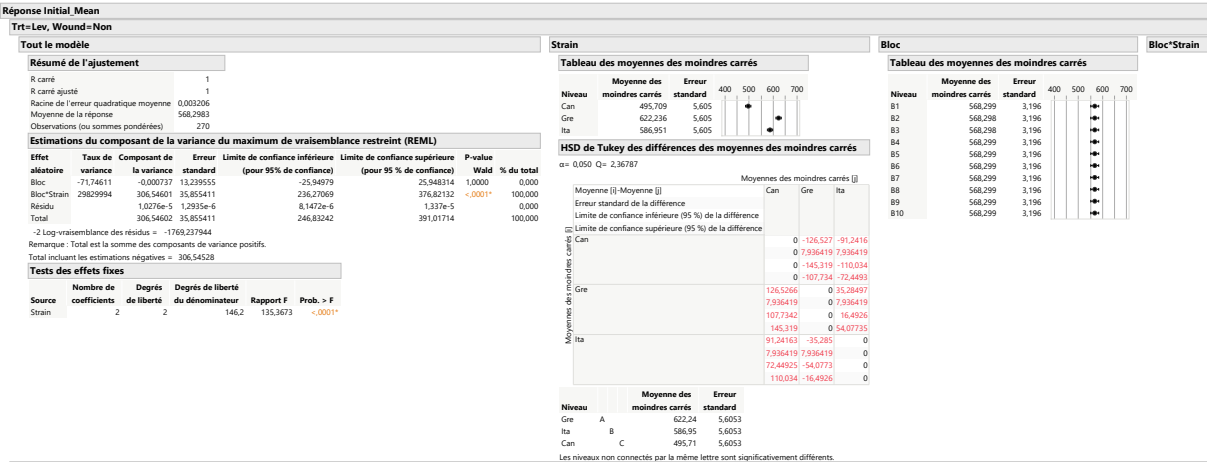 Réponse Initial_Mean
Trt=Lev, Wound=Non
Tout le modèle
Résumé de l'ajustement
R carré 1
R carré ajusté 1
Racine de l'erreur quadratique moyenne 0,003206
Moyenne de la réponse 568,2983
Observations (ou sommes pondérées) 270
Estimations du composant de la variance du maximum de vraisemblance restreint (REML)
Effet Taux de Composant de Erreur Limite de confiance inférieure Limite de confiance supérieure P-value
aléatoire variance la variance standard (pour 95% de confiance) (pour 95 % de confiance) Wald % du total
Bloc -71,74611 -0,000737 13,239555 -25,94979 25,948314 1,0000 0,000
Bloc*Strain 29829994 306,54601 35,855411 236,27069 376,82132 <,0001* 100,000
Résidu 1,0276e-5 1,2935e-6 8,1472e-6 1,337e-5 0,000
Total 306,54602 35,855411 246,83242 391,01714 100,000
-2 Log-vraisemblance des résidus = -1769,237944
Remarque : Total est la somme des composants de variance positifs.
Total incluant les estimations négatives = 306,54528
Tests des effets fixes
Nombre de Degrés Degrés de liberté
Source coefficients de liberté du dénominateur Rapport F Prob. > F
Strain 2 2 146,2 135,3673 <,0001*
Strain
Tableau des moyennes des moindres carrés
Moyenne des Erreur
Niveau moindres carrés standard 400 500 600 700
Can 495,709 5,605
Gre 622,236 5,605
Ita 586,951 5,605
HSD de Tukey des différences des moyennes des moindres carrés
α= 0,050 Q= 2,36787
Moyennes des moindres carrés [j]
Moyennes des moindres carrés [i]
Moyenne [i]-Moyenne [j] Can Gre Ita
Erreur standard de la différence
Limite de confiance inférieure (95 %) de la différence
Limite de confiance supérieure (95 %) de la différence
Can 0 -126,527 -91,2416
0 7,936419 7,936419
0 -145,319 -110,034
0 -107,734 -72,4493
Gre 126,5266 0 35,28497
7,936419 0 7,936419
107,7342 0 16,4926
145,319 0 54,07735
Ita 91,24163 -35,285 0
7,936419 7,936419 0
72,44925 -54,0773 0
110,034 -16,4926 0
Moyenne des Erreur
Niveau moindres carrés standard
Gre A 622,24 5,6053
Ita B 586,95 5,6053
Can C 495,71 5,6053
Les niveaux non connectés par la même lettre sont significativement différents.
Bloc
Tableau des moyennes des moindres carrés
Moyenne des Erreur
Niveau moindres carrés standard 400 500 600 700
B1 568,299 3,196
B2 568,298 3,196
B3 568,298 3,196
B4 568,299 3,196
B5 568,299 3,196
B6 568,299 3,196
B7 568,299 3,196
B8 568,299 3,196
B9 568,299 3,196
B10 568,299 3,196
Bloc*Strain